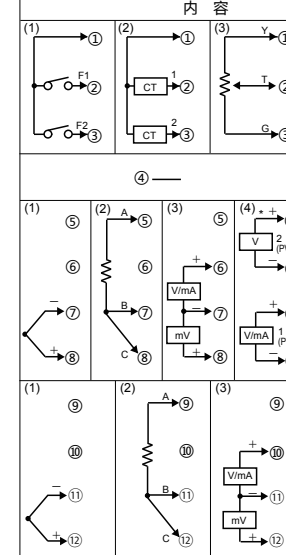 内 容
(1) (2) (3)
① ① Y
F1 ② CT 1 ② T
F2 ③ CT 2 ③ G
④
(1) (2) (3) (4)
⑤ A ⑤ ⑤ * +
⑥ ⑥ + ⑥ V 2
V/mA −
− ⑦ B ⑦ − ⑦ +
mV V/mA 1
+ ⑧ C ⑧ + ⑧ −
(1) (2) (3)
⑨ A ⑨ ⑨
⑩ ⑩ + ⑩
V/mA
− ⑪ B ⑪ − ⑪
mV
+ ⑫ C ⑫ + ⑫